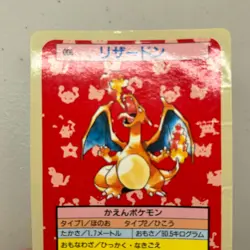 006
リザードン
かえんポケモン
タイプ1/ほのお タイプ2/ひこう
たかさ/1.7メートル おもさ/90.5キログラム
おもなわざ/ひっかく・なきごえ